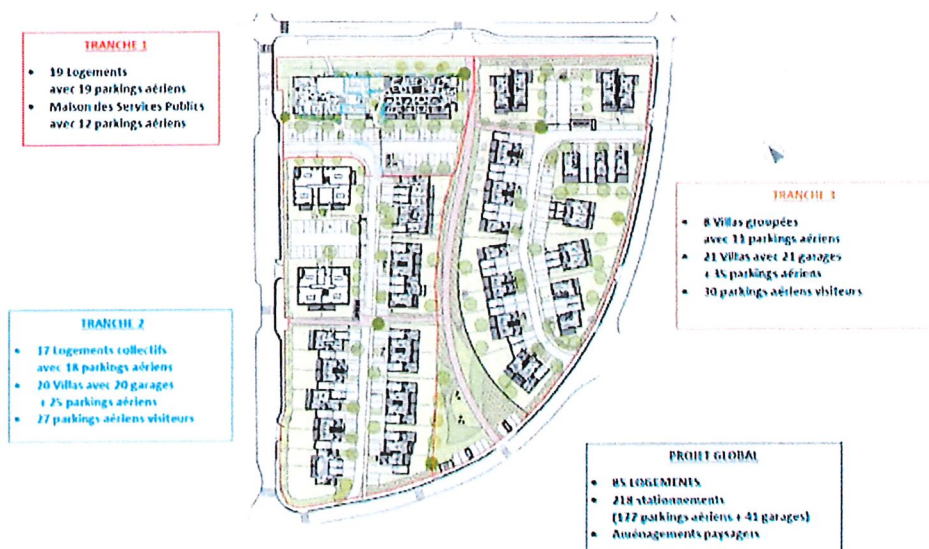 TRANCHE 1
• 19 Logements
avec 19 parkings aériens
• Maison des Services Publics
avec 12 parkings aériens
TRANCHE 3
• 8 Villas groupées
avec 11 parkings aériens
• 21 Villas avec 21 garages
+ 35 parkings aériens
• 30 parkings aériens visiteurs
TRANCHE 2
• 17 Logements collectifs
avec 18 parkings aériens
• 20 Villas avec 20 garages
+ 25 parkings aériens
• 27 parkings aériens visiteurs
PROJET GLOBAL
• 85 LOGEMENTS
• 218 stationnements
(177 parkings aériens + 41 garages)
• Aménagements paysagers